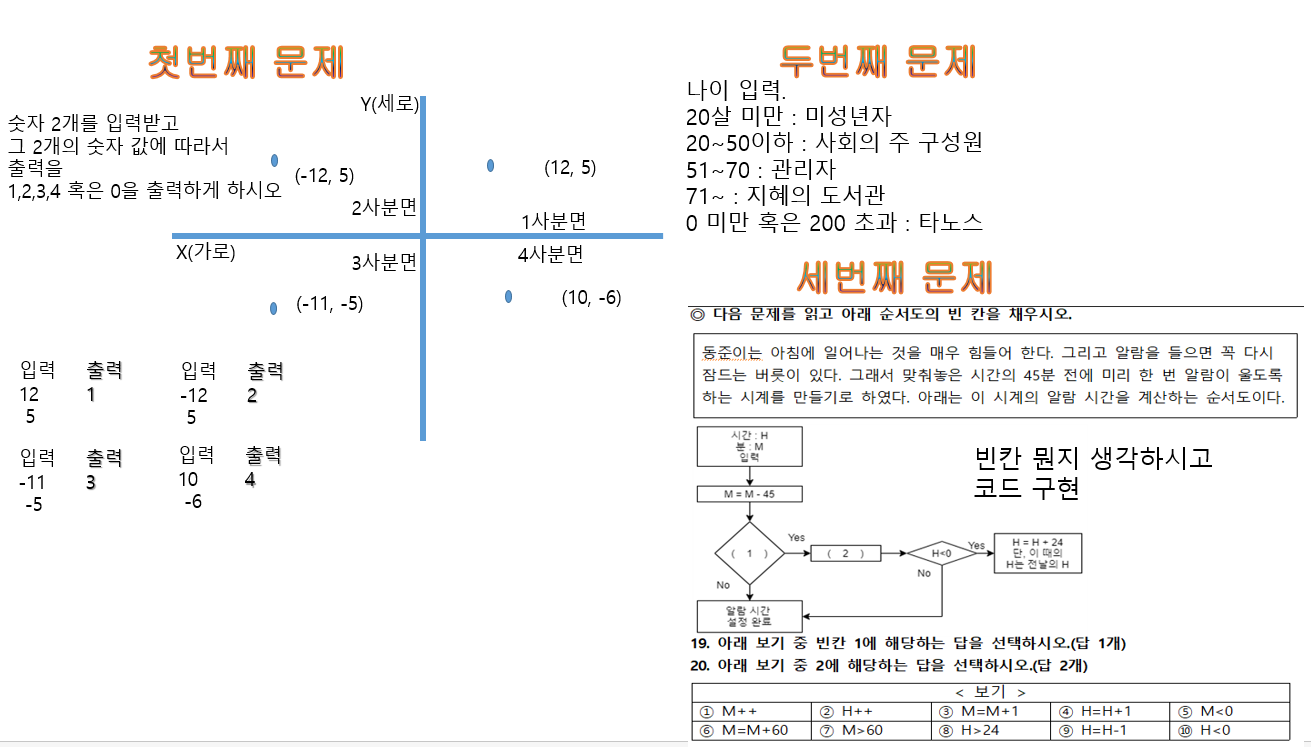 첫번째 문제
숫자 2개를 입력받고
그 2개의 숫자 값에 따라서
출력을
1,2,3,4 혹은 0을 출력하게 하시오
Y(세로)
(-12, 5)
(12, 5)
2사분면
1사분면
X(가로)
3사분면
4사분면
(-11, -5)
(10, -6)
입력 출력
12 1
5
입력 출력
-12 2
5
입력 출력
-11 3
-5
입력 출력
10 4
-6
두번째 문제
나이 입력.
20살 미만 : 미성년자
20~50이하 : 사회의 주 구성원
51~70 : 관리자
71~ : 지혜의 도서관
0 미만 혹은 200 초과 : 타노스
세번째 문제
◎ 다음 문제를 읽고 아래 순서도의 빈 칸을 채우시오.
동준이는 아침에 일어나는 것을 매우 힘들어 한다. 그리고 알람을 들으면 꼭 다시
잠드는 버릇이 있다. 그래서 맞춰놓은 시간의 45분 전에 미리 한 번 알람이 울도록
하는 시계를 만들기로 하였다. 아래는 이 시계의 알람 시간을 계산하는 순서도이다.
시간 : H
분 : M
입력
빈칸 뭔지 생각하시고
코드 구현
M = M - 45
( 1 )
Yes
( 2 )
H<0
Yes
H = H + 24
단, 이 때의
H는 전날의 H
No
No
알람 시간
설정 완료
19. 아래 보기 중 빈칸 1에 해당하는 답을 선택하시오.(답 1개)
20. 아래 보기 중 2에 해당하는 답을 선택하시오.(답 2개)
< 보기 >
① M++ ② H++ ③ M=M+1 ④ H=H+1 ⑤ M<0
⑥ M=M+60 ⑦ M>60 ⑧ H>24 ⑨ H=H-1 ⑩ H<0